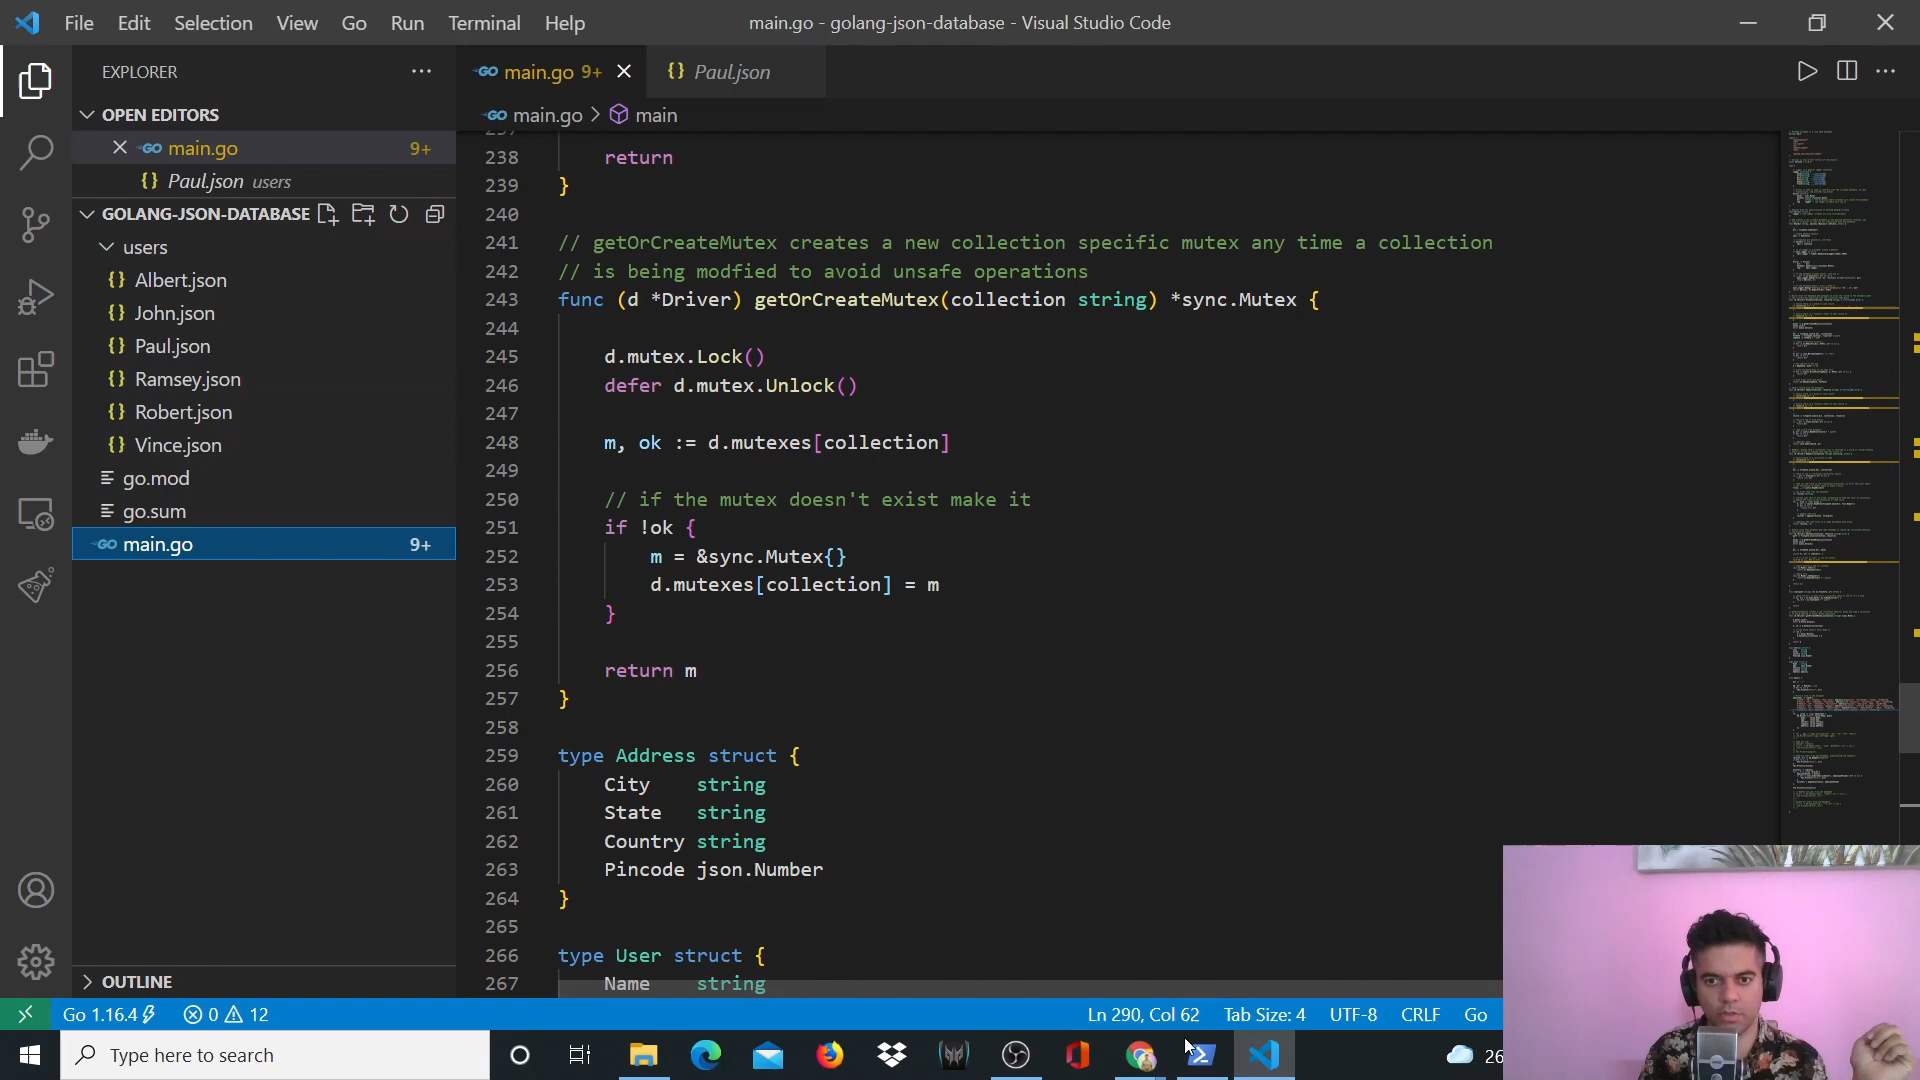 File Edit Selection View Go Run Terminal Help
main.go - golang-json-database - Visual Studio Code
EXPLORER
OPEN EDITORS
main.go 9+
Paul.json users
GOLANG-JSON-DATABASE
users
Albert.json
John.json
Paul.json
Ramsey.json
Robert.json
Vince.json
go.mod
go.sum
main.go 9+
OUTLINE
main.go 9+
Paul.json
main.go > main
238 return
239 }
240
241 // getOrCreateMutex creates a new collection specific mutex any time a collection
242 // is being modfied to avoid unsafe operations
243 func (d *Driver) getOrCreateMutex(collection string) *sync.Mutex {
244
245 d.mutex.Lock()
246 defer d.mutex.Unlock()
247
248 m, ok := d.mutexes[collection]
249
250 // if the mutex doesn't exist make it
251 if !ok {
252 m = &sync.Mutex{}
253 d.mutexes[collection] = m
254 }
255
256 return m
257 }
258
259 type Address struct {
260 City string
261 State string
262 Country string
263 Pincode json.Number
264 }
265
266 type User struct {
267 Name string
Go 1.16.4 0 12 Ln 290, Col 62 Tab Size: 4 UTF-8 CRLF Go
Type here to search
26